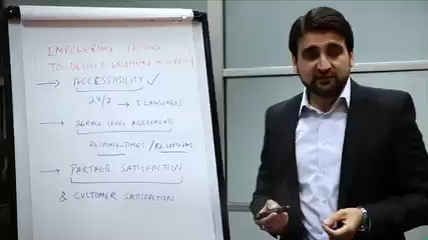 EMPOWERING
TO DELIVER
→ ACCESSIBILITY ✓
24/7 → 5 LANGUAGES
→ SERVICE LEVEL AGREEMENTS
RESPONSE-TIMES / RESOLUTIONS
→ PARTNER SATISFACTION
& CUSTOMER SATISFACTION